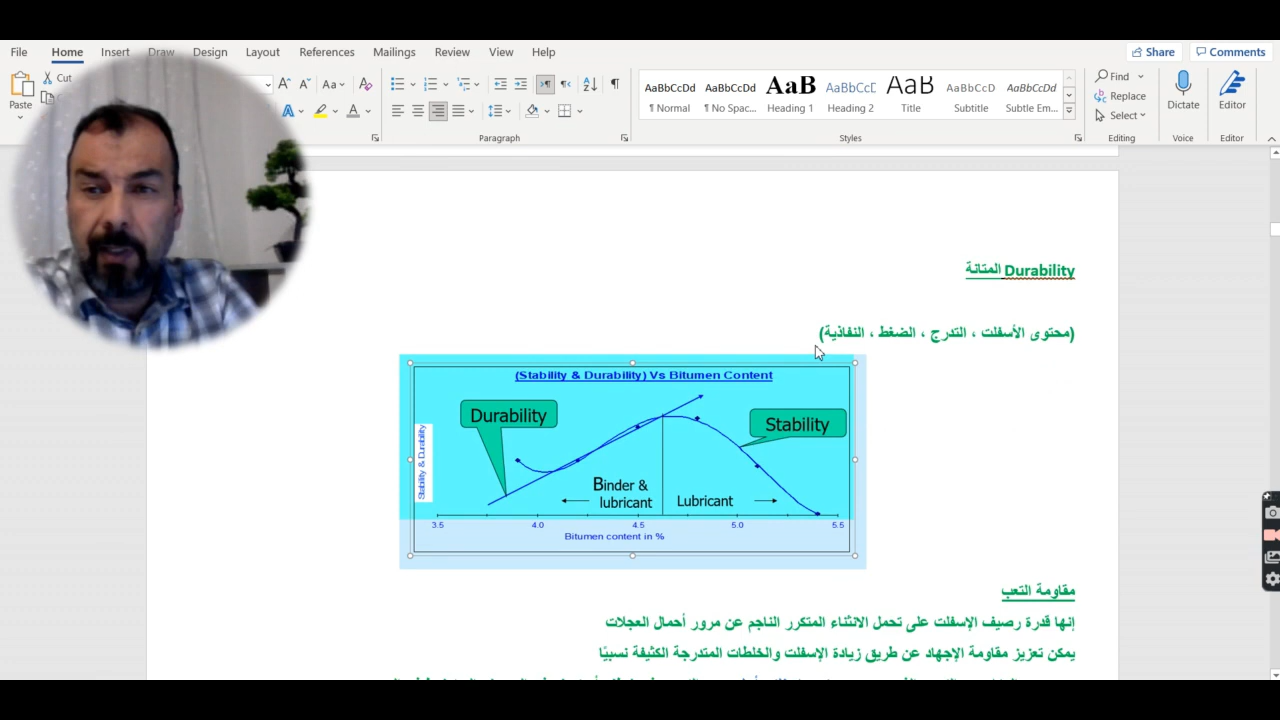 File Home Insert Draw Design Layout References Mailings Review View Help Share Comments
Cut
Paste
Aa
AaBbCcDd AaBbCcDd AaB AaBbCcC AaB AaBbCcD AaBbCcDd
¶ Normal ¶ No Spac... Heading 1 Heading 2 Title Subtitle Subtle Em...
Find
Replace
Select
Dictate
Editor
Paragraph Styles Editing Voice Editor
Durability المتانة
(محتوى الأسفلت ، التدرج ، الضغط ، النفاذية)
(Stability & Durability) Vs Bitumen Content
Durability
Stability
Stability & Durability
Binder &
lubricant
Lubricant
3.5 4.0 4.5 5.0 5.5
Bitumen content in %
مقاومة التعب
إنها قدرة رصيف الإسفلت على تحمل الانثناء المتكرر الناجم عن مرور أحمال العجلات
يمكن تعزيز مقاومة الإجهاد عن طريق زيادة الإسفلت والخلطات المتدرجة الكثيفة نسبيًا